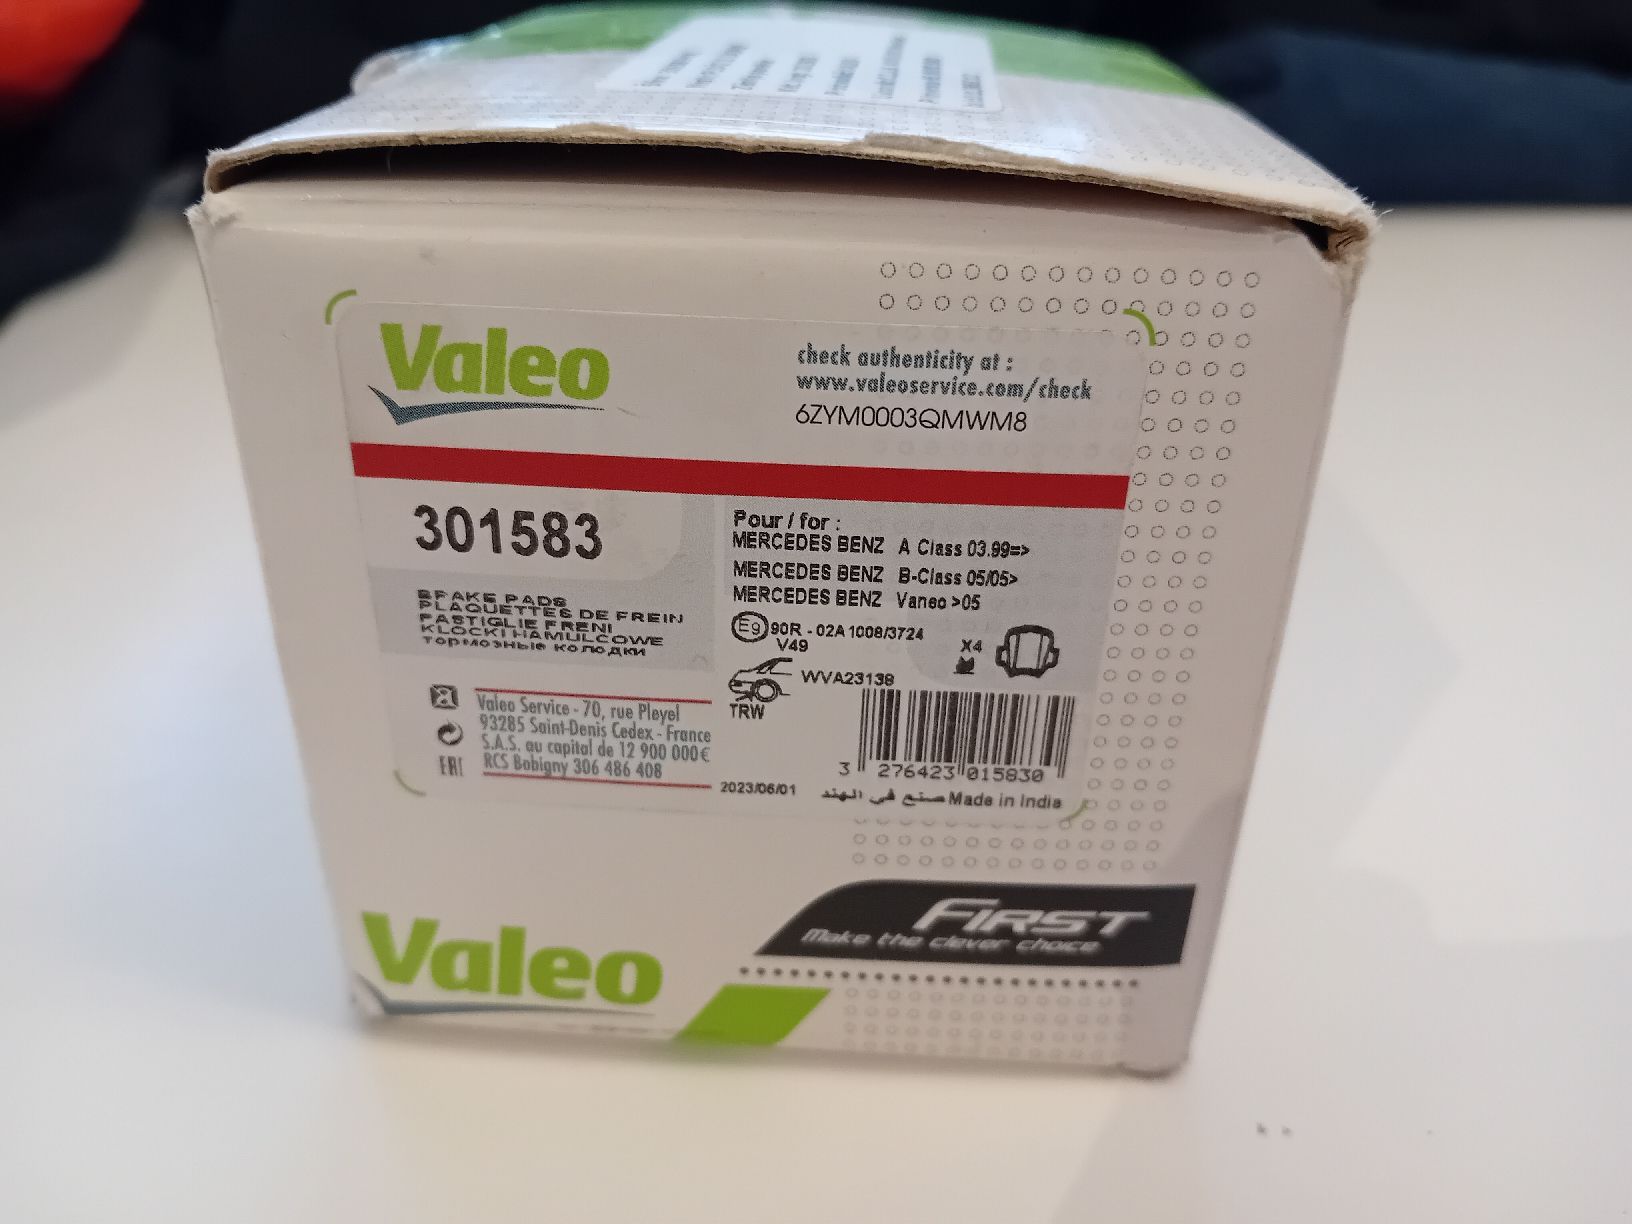 Valeo
check authenticity at :
www.valeoservice.com/check
6ZYM0003QMWM8
301583
BRAKE PADS
PLAQUETTES DE FREIN
PASTIGLIE FRENI
KLOCKI HAMULCOWE
тормозные колодки
Pour / for :
MERCEDES BENZ A Class 03.99=>
MERCEDES BENZ B-Class 05/05>
MERCEDES BENZ Vaneo >05
E9 90R - 02A 1008/3724
V49
X4
WVA23138
TRW
Valeo Service - 70, rue Pleyel
93285 Saint-Denis Cedex - France
S.A.S. au capital de 12 900 000€
RCS Bobigny 306 486 408
EAC
3 276423 015830
2023/06/01
صنع في الهند Made in India
FIRST
Make the clever choice
Valeo